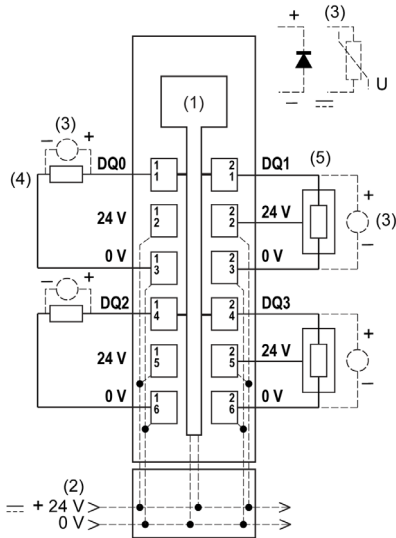 + (3)
U
−
(1)
(3) (5)
− + DQ0 1 1 2 1 DQ1
(4) +
24 V 1 2 2 2 24 V (3)
(3) −
0 V 1 3 2 3 0 V
− + DQ2 1 4 2 4 DQ3
+
24 V 1 5 2 5 24 V
−
0 V 1 6 2 6 0 V
(2)
+ 24 V
0 V